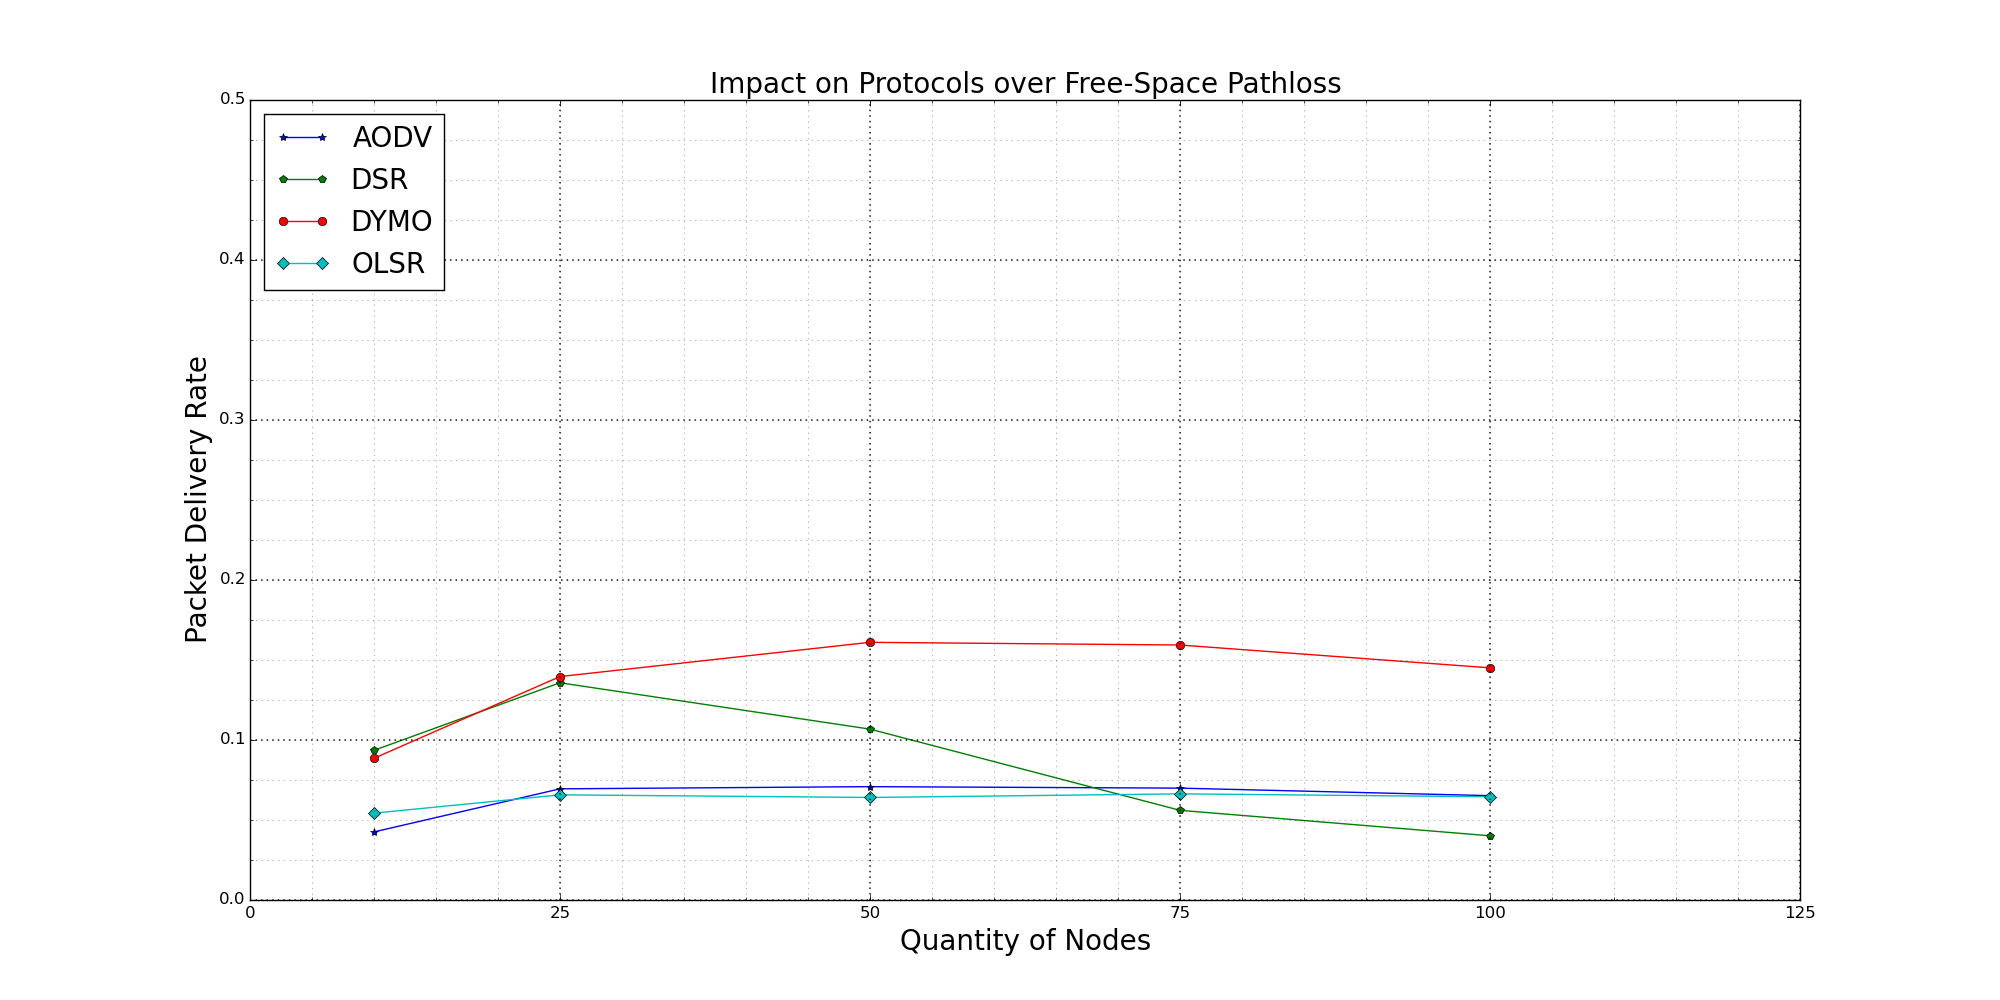 Impact on Protocols over Free-Space Pathloss
0.5
0.4
0.3
0.2
0.1
0.0
AODV
DSR
DYMO
OLSR
Packet Delivery Rate
0 25 50 75 100 125
Quantity of Nodes